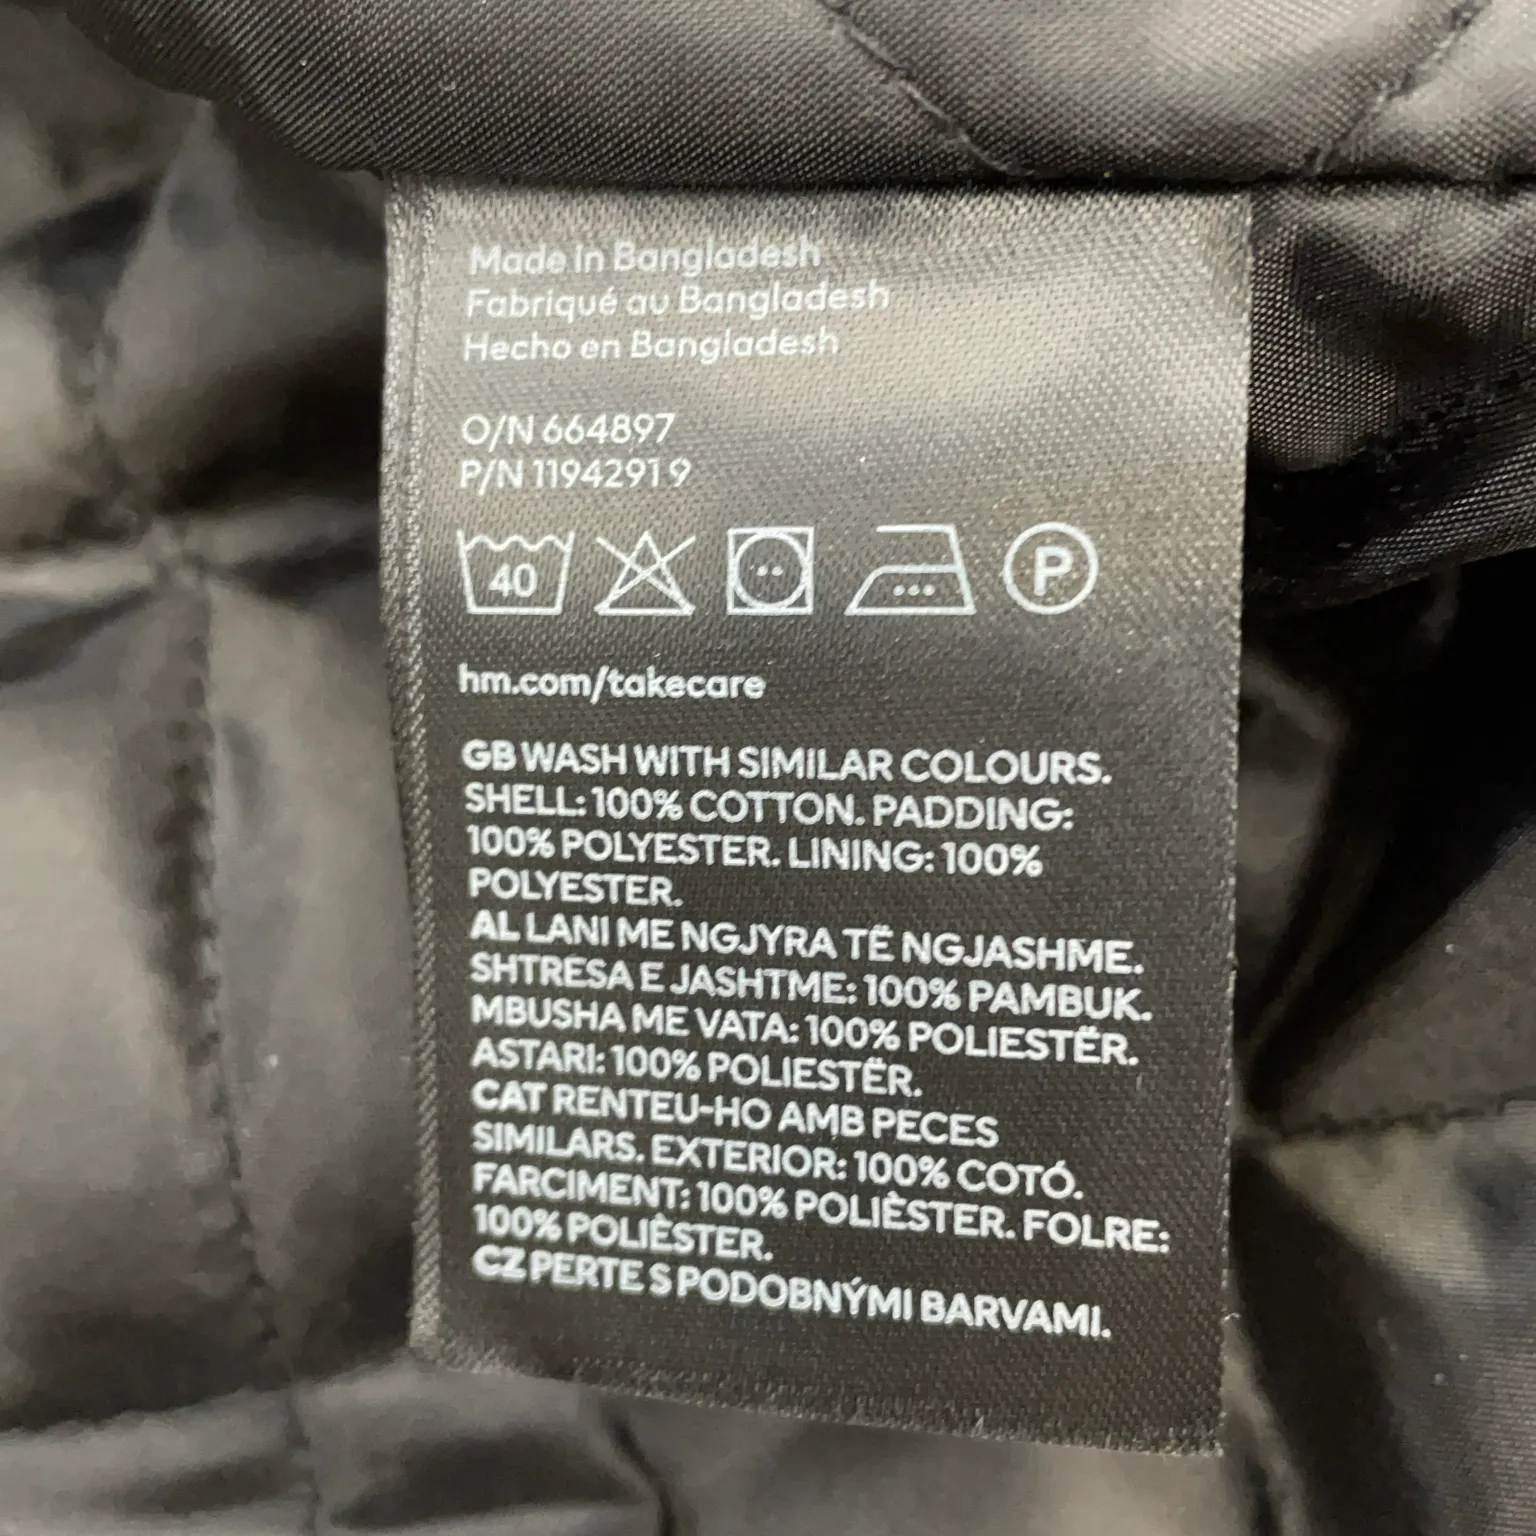 Made in Bangladesh
Fabriqué au Bangladesh
Hecho en Bangladesh
O/N 664897
P/N 11942919
40 P
hm.com/takecare
GB WASH WITH SIMILAR COLOURS.
SHELL: 100% COTTON. PADDING:
100% POLYESTER. LINING: 100%
POLYESTER.
AL LANI ME NGJYRA TË NGJASHME.
SHTRESA E JASHTME: 100% PAMBUK.
MBUSHA ME VATA: 100% POLIESTËR.
ASTARI: 100% POLIESTËR.
CAT RENTEU-HO AMB PECES
SIMILARS. EXTERIOR: 100% COTÓ.
FARCIMENT: 100% POLIÈSTER. FOLRE:
100% POLIÈSTER.
CZ PERTE S PODOBNÝMI BARVAMI.